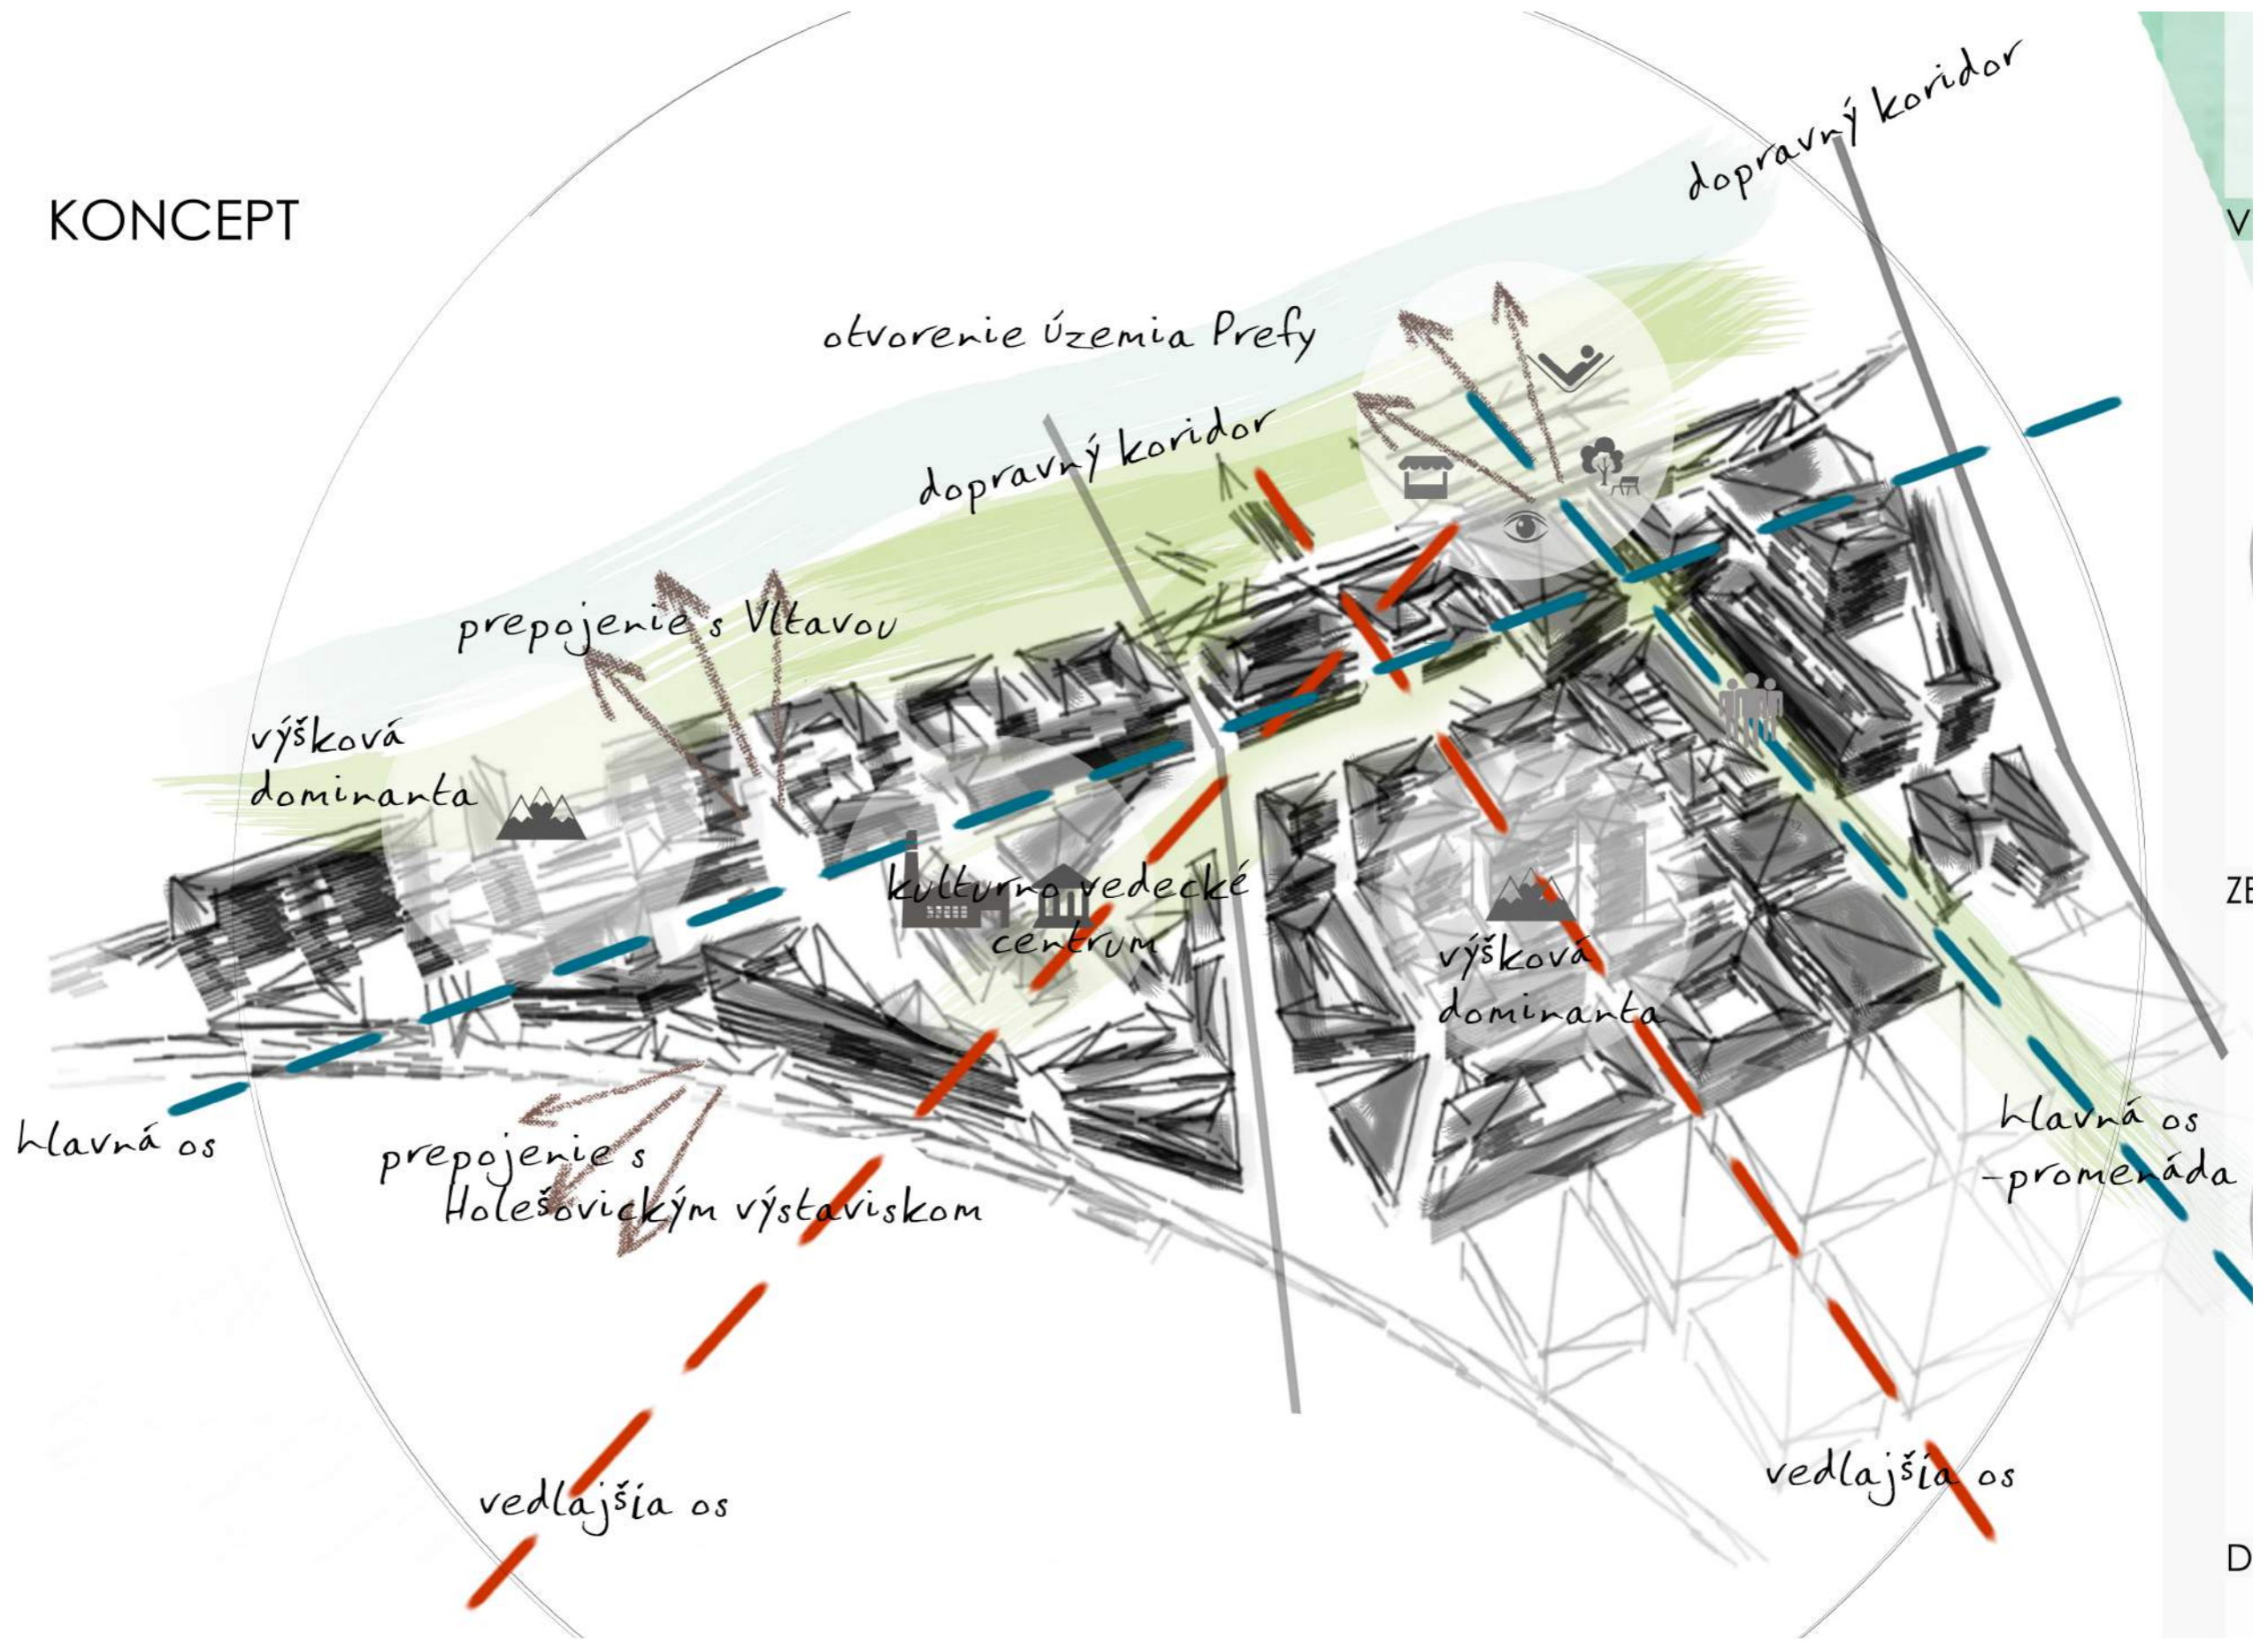 KONCEPT
dopravný koridor
V
otvorenie územia Prefy
dopravný koridor
prepojenie s Vltavou
výšková
dominanta
kulturno vedecké
centrum
ZE
výšková
dominanta
hlavná os
hlavná os
-promenáda
prepojenie s
Holešovickým výstaviskom
vedlajšia os
vedlajšia os
D